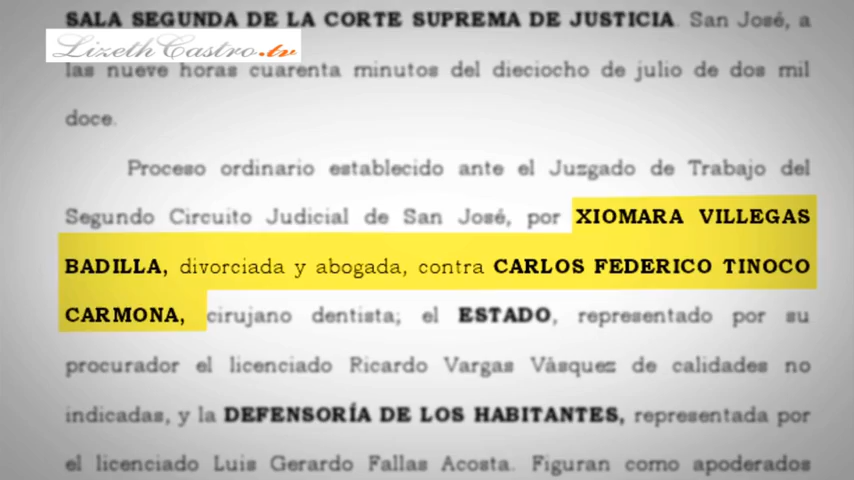 SALA SEGUNDA DE LA CORTE SUPREMA DE JUSTICIA. San José, a
LizethCastro.tv
las nueve horas cuarenta minutos del dieciocho de julio de dos mil
doce.
Proceso ordinario establecido ante el Juzgado de Trabajo del
Segundo Circuito Judicial de San José, por XIOMARA VILLEGAS
BADILLA, divorciada y abogada, contra CARLOS FEDERICO TINOCO
CARMONA, cirujano dentista; el ESTADO, representado por su
procurador el licenciado Ricardo Vargas Vásquez de calidades no
indicadas, y la DEFENSORÍA DE LOS HABITANTES, representada por
el licenciado Luis Gerardo Fallas Acosta. Figuran como apoderados